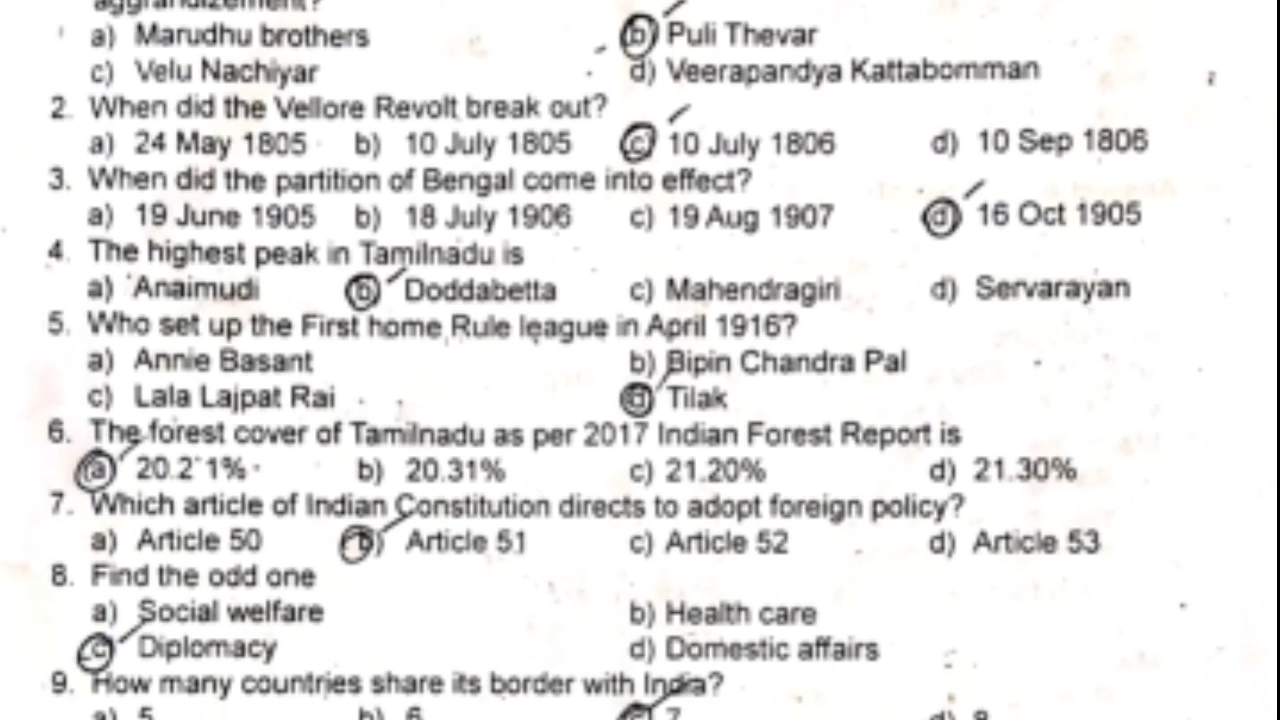 aggrandizement?
a) Marudhu brothers b) Puli Thevar
c) Velu Nachiyar d) Veerapandya Kattabomman
2. When did the Vellore Revolt break out?
a) 24 May 1805 b) 10 July 1805 c) 10 July 1806 d) 10 Sep 1806
3. When did the partition of Bengal come into effect?
a) 19 June 1905 b) 18 July 1906 c) 19 Aug 1907 d) 16 Oct 1905
4. The highest peak in Tamilnadu is
a) Anaimudi b) Doddabetta c) Mahendragiri d) Servarayan
5. Who set up the First home Rule league in April 1916?
a) Annie Basant b) Bipin Chandra Pal
c) Lala Lajpat Rai d) Tilak
6. The forest cover of Tamilnadu as per 2017 Indian Forest Report is
a) 20.21% b) 20.31% c) 21.20% d) 21.30%
7. Which article of Indian Constitution directs to adopt foreign policy?
a) Article 50 b) Article 51 c) Article 52 d) Article 53
8. Find the odd one
a) Social welfare b) Health care
c) Diplomacy d) Domestic affairs
9. How many countries share its border with India?
a) 5 b) 6 c) 7 d) 8